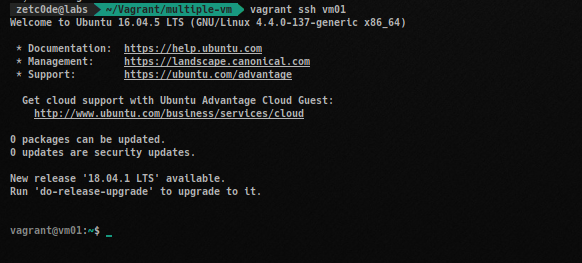 zetc0de@labs ~/Vagrant/multple-vm vagrant ssh vm01
Welcome to Ubuntu 16.04.5 LTS (GNU/Linux 4.4.0-137-generic x86_64)
* Documentation: https://help.ubuntu.com
* Management: https://landscape.canonical.com
* Support: https://ubuntu.com/advantage
Get cloud support with Ubuntu Advantage Cloud Guest:
http://www.ubuntu.com/business/services/cloud
0 packages can be updated.
0 updates are security updates.
New release '18.04.1 LTS' available.
Run 'do-release-upgrade' to upgrade to it.
vagrant@vm01:~$ _